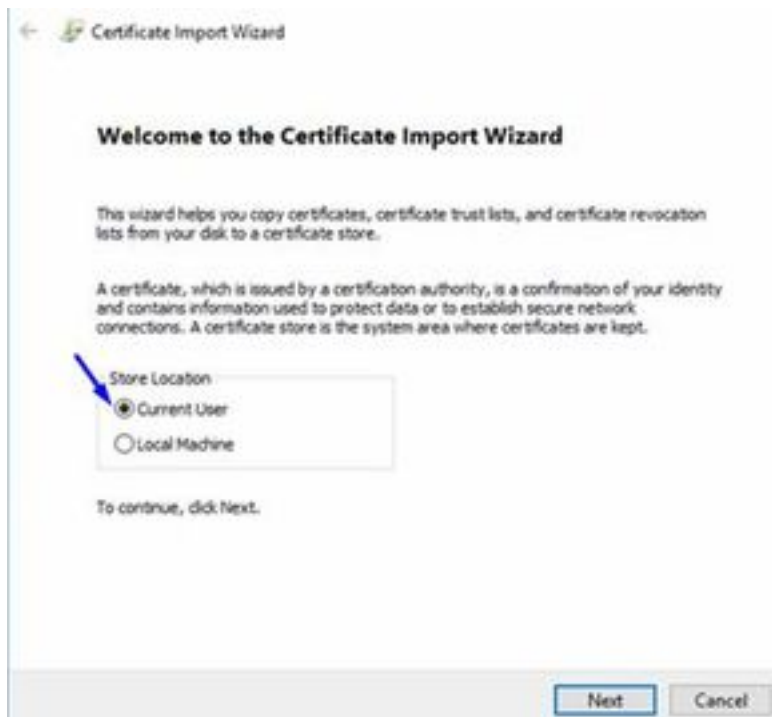 Certificate Import Wizard
Welcome to the Certificate Import Wizard
This wizard helps you copy certificates, certificate trust lists, and certificate revocation
lists from your disk to a certificate store.
A certificate, which is issued by a certification authority, is a confirmation of your identity
and contains information used to protect data or to establish secure network
connections. A certificate store is the system area where certificates are kept.
Store Location
Current User
Local Machine
To continue, click Next.
Next
Cancel